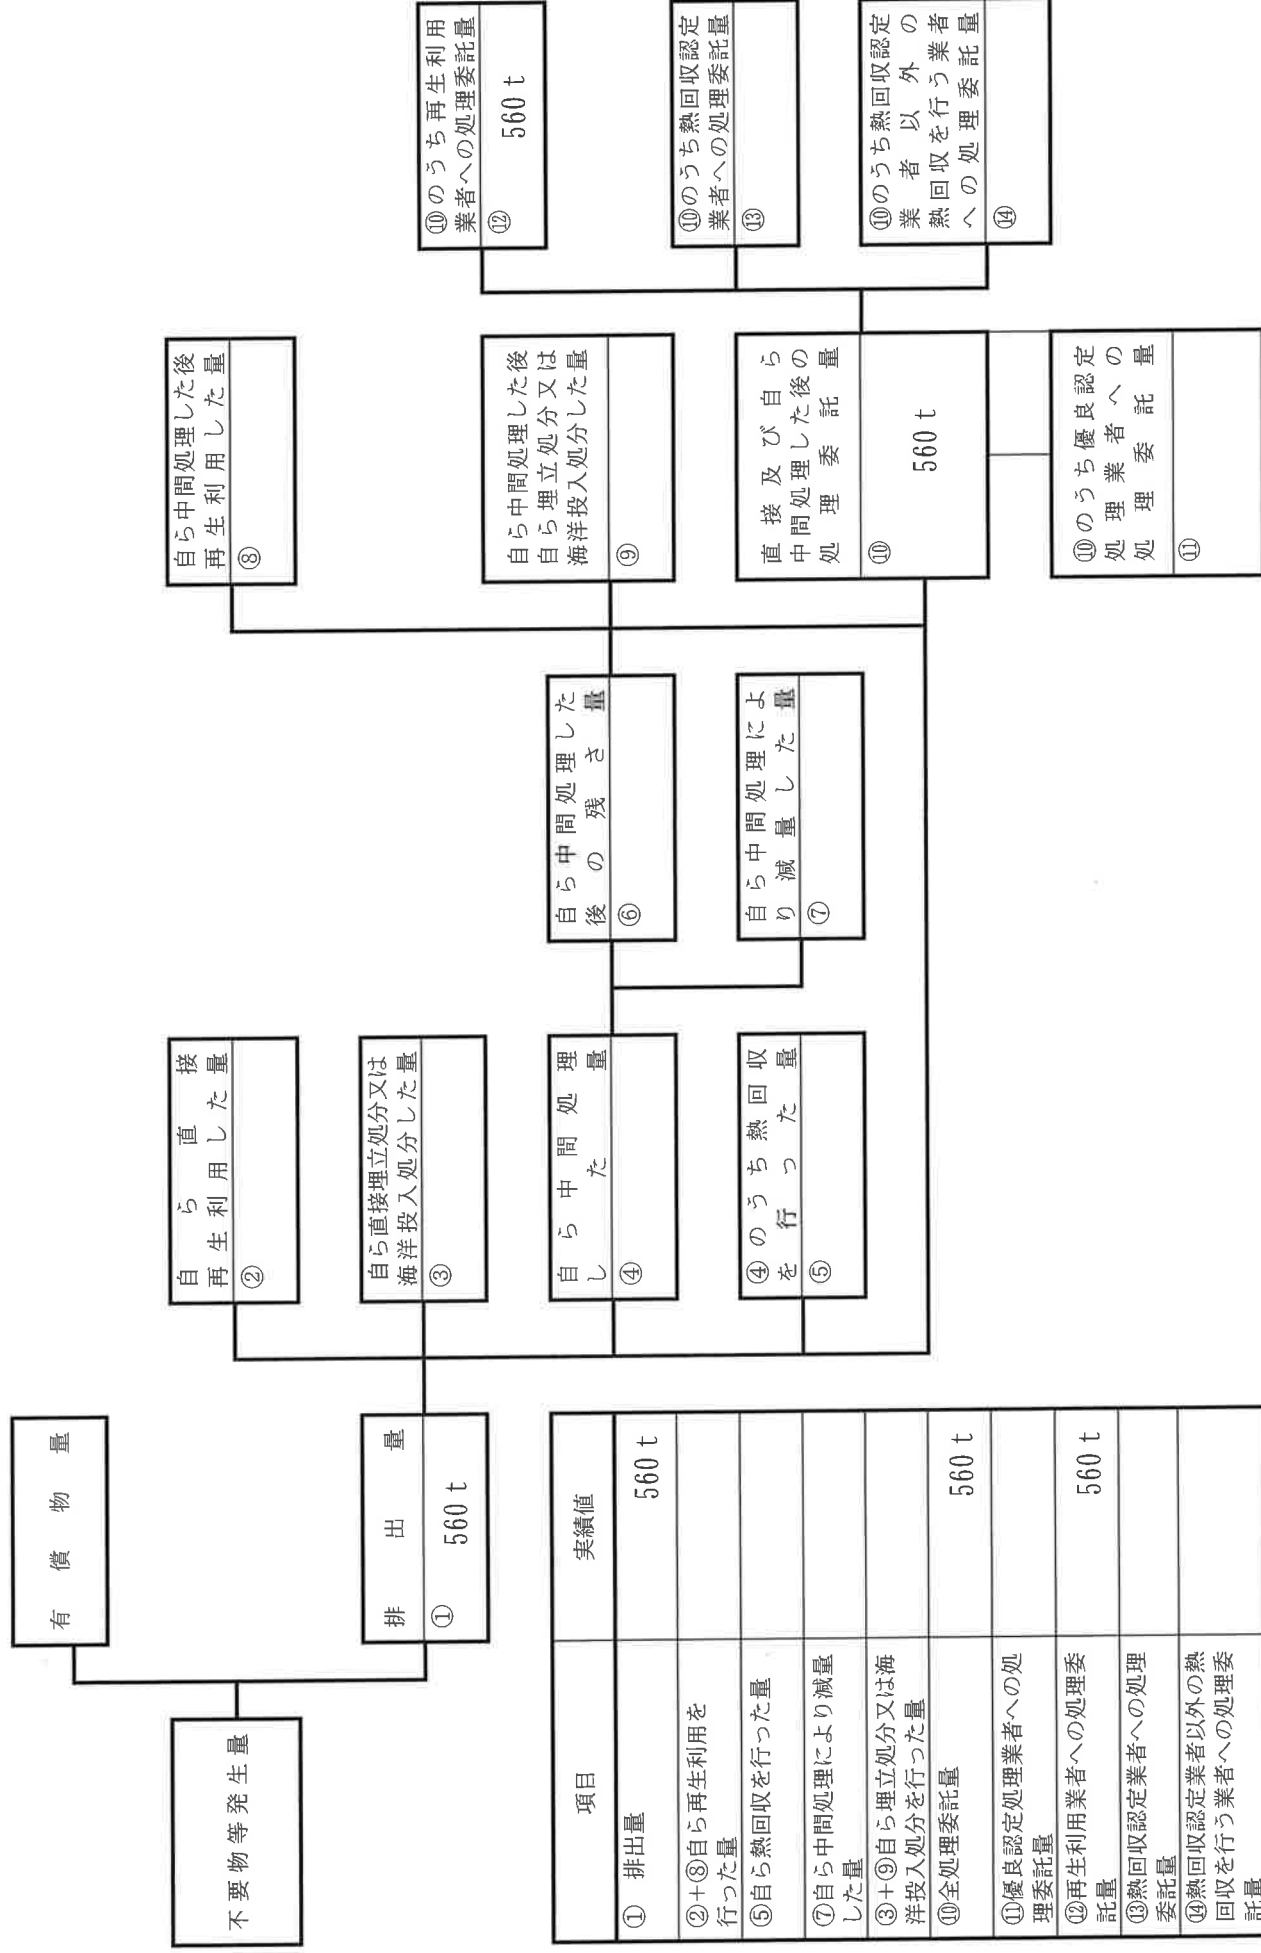 不要物等発生量
有償物量
排出量
① 560 t
自ら直接
再生利用した量
②
自ら直接埋立処分又は
海洋投入処分した量
③
自ら中間処理
した量
④
④のうち熱回収
を行った量
⑤
自ら中間処理した
後の残さ量
⑥
自ら中間処理によ
り減量した量
⑦
自ら中間処理した後
再生利用した量
⑧
自ら中間処理した後
自ら埋立処分又は
海洋投入処分した量
⑨
直接及び自ら
中間処理した後の
処理委託量
⑩
560 t
⑩のうち優良認定
処理業者への
処理委託量
⑪
⑩のうち再生利用
業者への処理委託量
⑫ 560 t
⑩のうち熱回収認定
業者への処理委託量
⑬
⑩のうち熱回収認定
業者以外の
熱回収を行う業者
への処理委託量
⑭
項目 実績値
① 排出量 560 t
②+⑧自ら再生利用を
行った量
⑤自ら熱回収を行った量
⑦自ら中間処理により減量
した量
③+⑨自ら埋立処分又は海
洋投入処分を行った量
⑩全処理委託量 560 t
⑪優良認定処理業者への処
理委託量
⑫再生利用業者への処理委
託量 560 t
⑬熱回収認定業者への処理
委託量
⑭熱回収認定業者以外の熱
回収を行う業者への処理委
託量